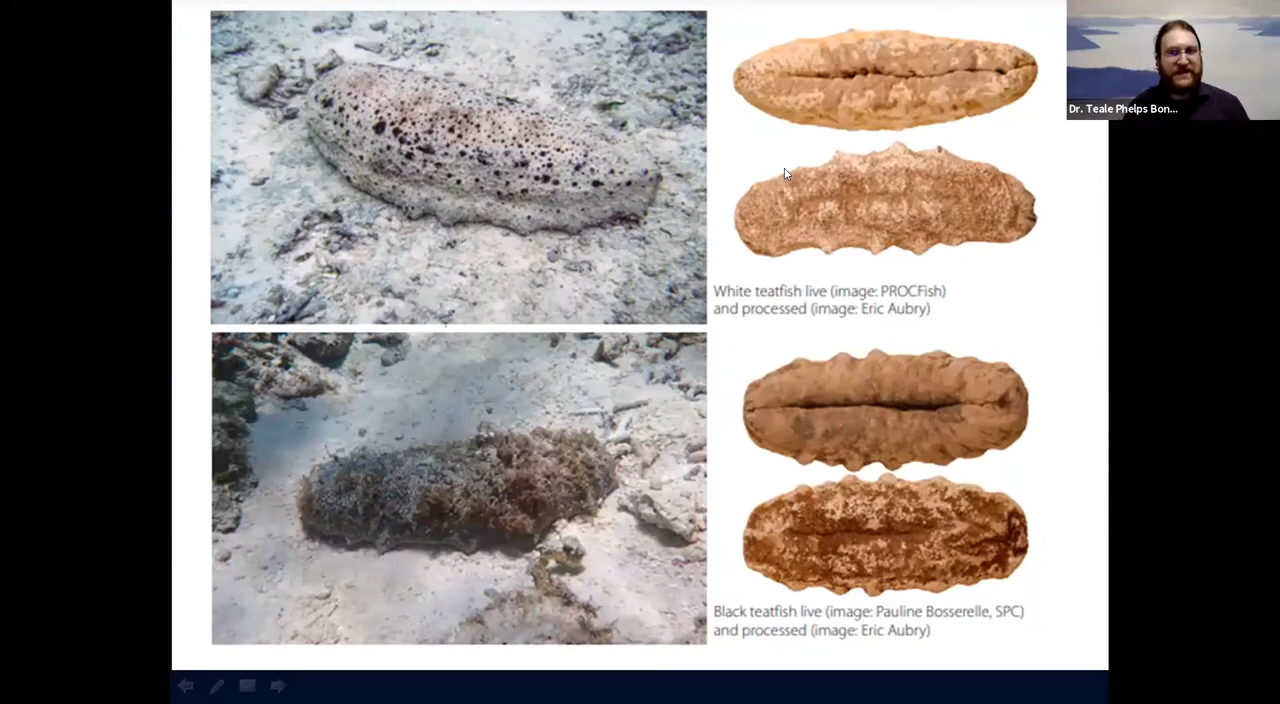 Dr. Teale Phelps Bon...
White teatfish live (image: PROCFish)
and processed (image: Eric Aubry)
Black teatfish live (image: Pauline Bosserelle, SPC)
and processed (image: Eric Aubry)